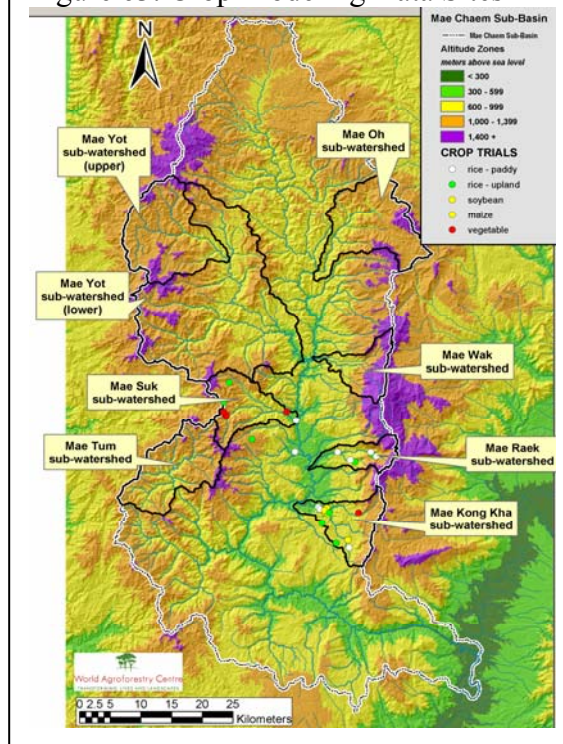 Mae Chaem Sub-Basin
Mae Chaem Sub-Basin
Altitude Zones
meters above sea level
< 300
300 - 599
600 - 999
1,000 - 1,399
1,400 +
CROP TRIALS
rice - paddy
rice - upland
soybean
maize
vegetable
N
Mae Yot
sub-watershed
(upper)
Mae Oh
sub-watershed
Mae Yot
sub-watershed
(lower)
Mae Wak
sub-watershed
Mae Suk
sub-watershed
Mae Tum
sub-watershed
Mae Raek
sub-watershed
Mae Kong Kha
sub-watershed
World Agroforestry Centre
TRANSFORMING LIVES AND LANDSCAPES
0 2.5 5 10 15 20 25
Kilometers